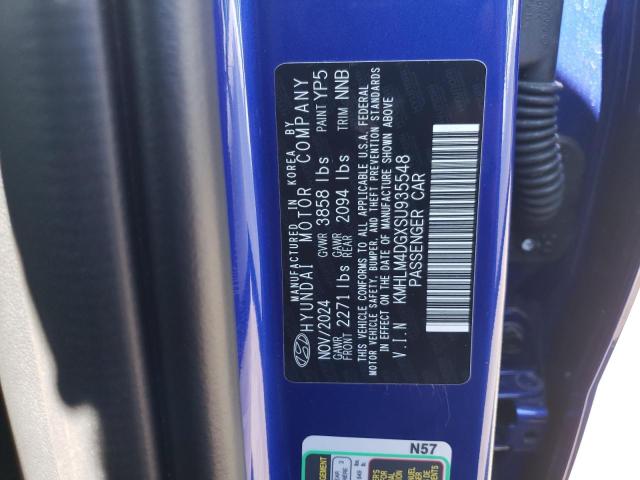 MANUFACTURED IN KOREA BY
HYUNDAI MOTOR COMPANY
NOV/2024 GVWR 3858 lbs PAINT YP5
GAWR FRONT 2271 lbs GAWR REAR 2094 lbs TRIM NNB
THIS VEHICLE CONFORMS TO ALL APPLICABLE U.S.A. FEDERAL
MOTOR VEHICLE SAFETY, BUMPER, AND THEFT PREVENTION STANDARDS
IN EFFECT ON THE DATE OF MANUFACTURE SHOWN ABOVE
V.I.N KMHLM4DGXSU935548
PASSENGER CAR
N57